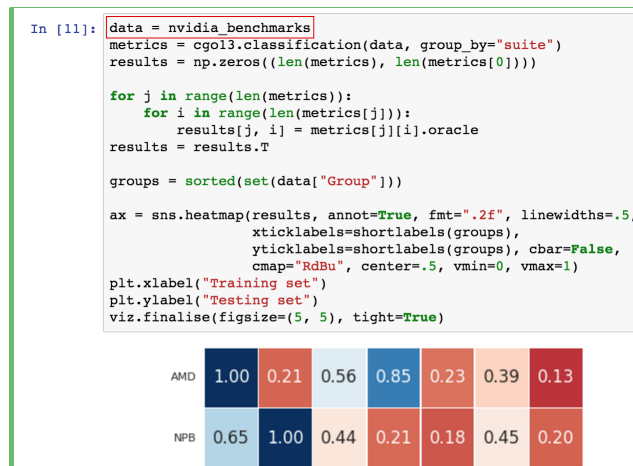 In [11]: data = nvidia_benchmarks
metrics = cgo13.classification(data, group_by="suite")
results = np.zeros((len(metrics), len(metrics[0])))

for j in range(len(metrics)):
    for i in range(len(metrics[j])):
        results[j, i] = metrics[j][i].oracle
results = results.T

groups = sorted(set(data["Group"]))

ax = sns.heatmap(results, annot=True, fmt=".2f", linewidths=.5,
                 xticklabels=shortlabels(groups),
                 yticklabels=shortlabels(groups), cbar=False,
                 cmap="RdBu", center=.5, vmin=0, vmax=1)
plt.xlabel("Training set")
plt.ylabel("Testing set")
viz.finalise(figsize=(5, 5), tight=True)
AMD 1.00 0.21 0.56 0.85 0.23 0.39 0.13
NPB 0.65 1.00 0.44 0.21 0.18 0.45 0.20